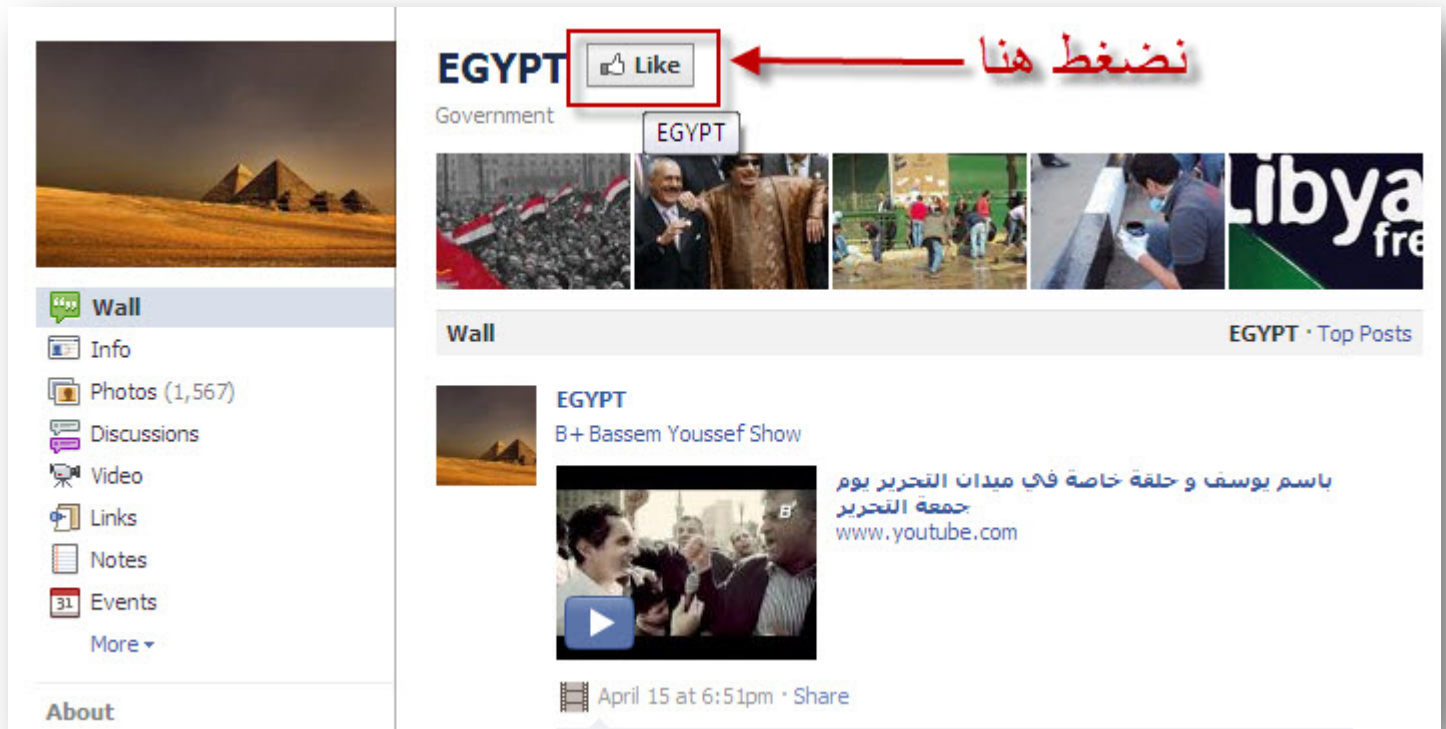 EGYPT
Like
نضغط هنا
Government
EGYPT
Libya
fre
Wall
Info
Photos (1,567)
Discussions
Video
Links
Notes
31 Events
More
About
Wall
EGYPT · Top Posts
EGYPT
B+ Bassem Youssef Show
B+
باسم يوسف و حلقة خاصة في ميدان التحرير يوم
جمعة التحرير
www.youtube.com
April 15 at 6:51pm · Share